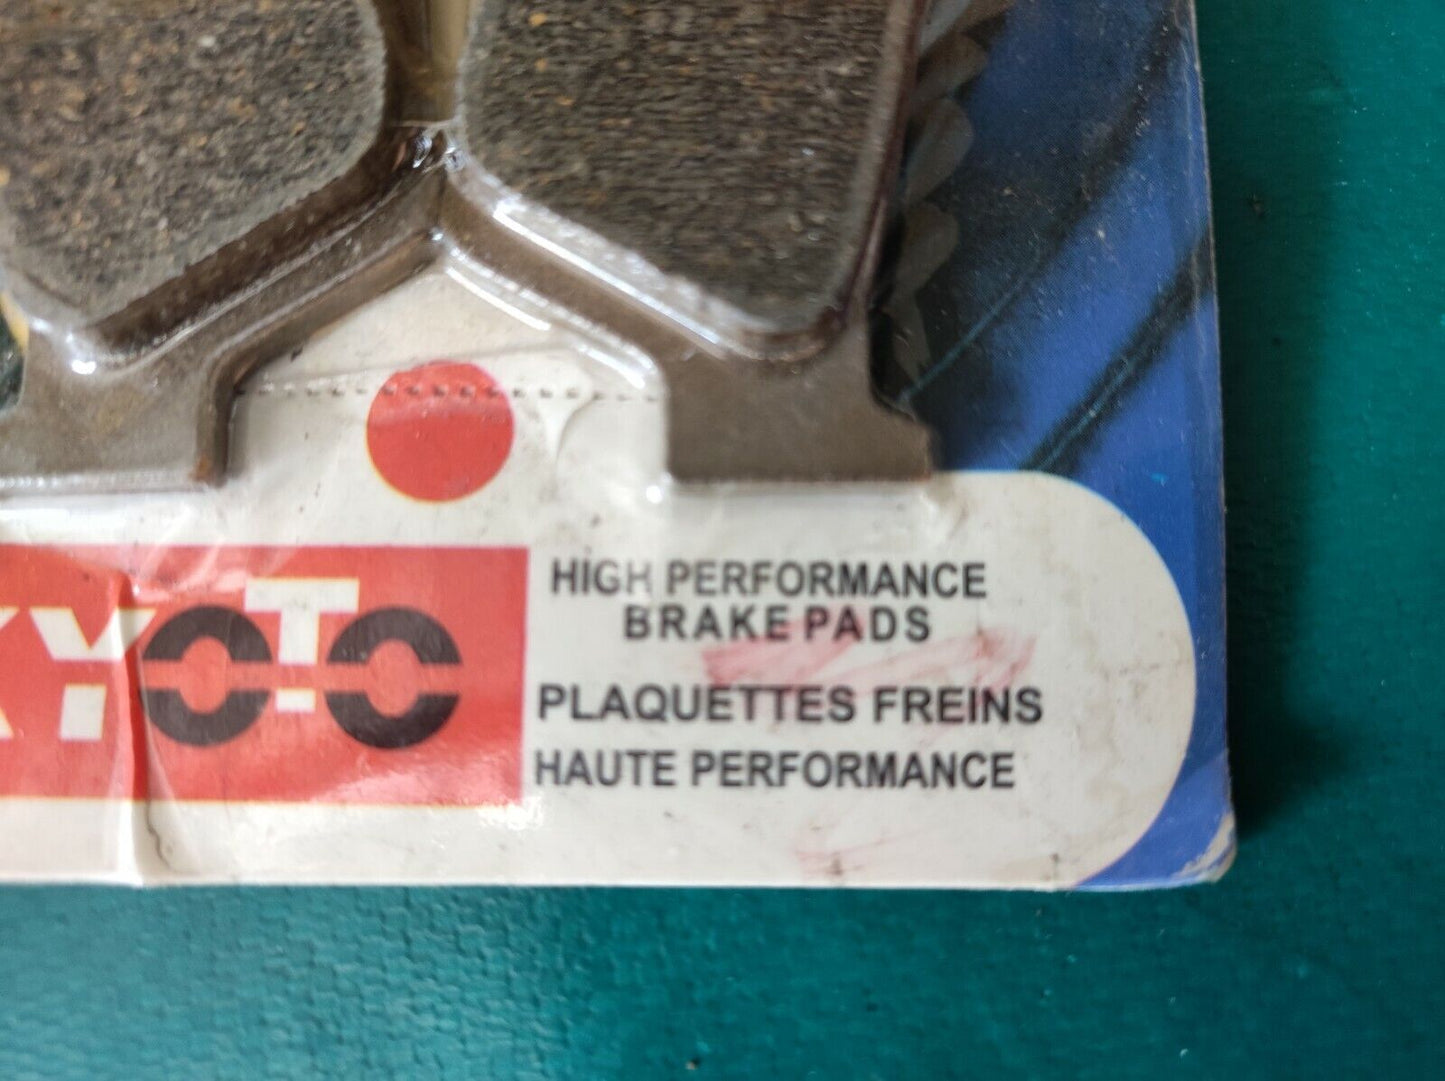 KYOTO
HIGH PERFORMANCE
BRAKE PADS
PLAQUETTES FREINS
HAUTE PERFORMANCE